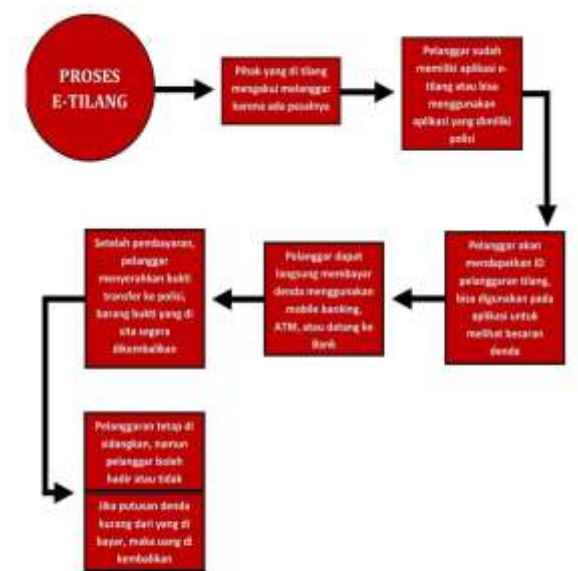 PROSES
E-TILANG
Pihak yang di tilang
mengakui melanggar
karena ada pasalnya
Pelanggar sudah
memiliki aplikasi e-
tilang atau bisa
menggunakan
aplikasi yang dimiliki
polisi
Pelanggar akan
mendapatkan ID
pelanggaran tilang,
bisa digunakan pada
aplikasi untuk
melihat besaran
denda
Pelanggar dapat
langsung membayar
denda menggunakan
mobile banking,
ATM, atau datang ke
Bank
Setelah pembayaran,
pelanggar
menyerahkan bukti
transfer ke polisi,
barang bukti yang di
sita segera
dikembalikan
Pelanggaran tetap di
sidangkan, namun
pelanggar boleh
hadir atau tidak
Jika putusan denda
kurang dari yang di
bayar, maka uang di
kembalikan